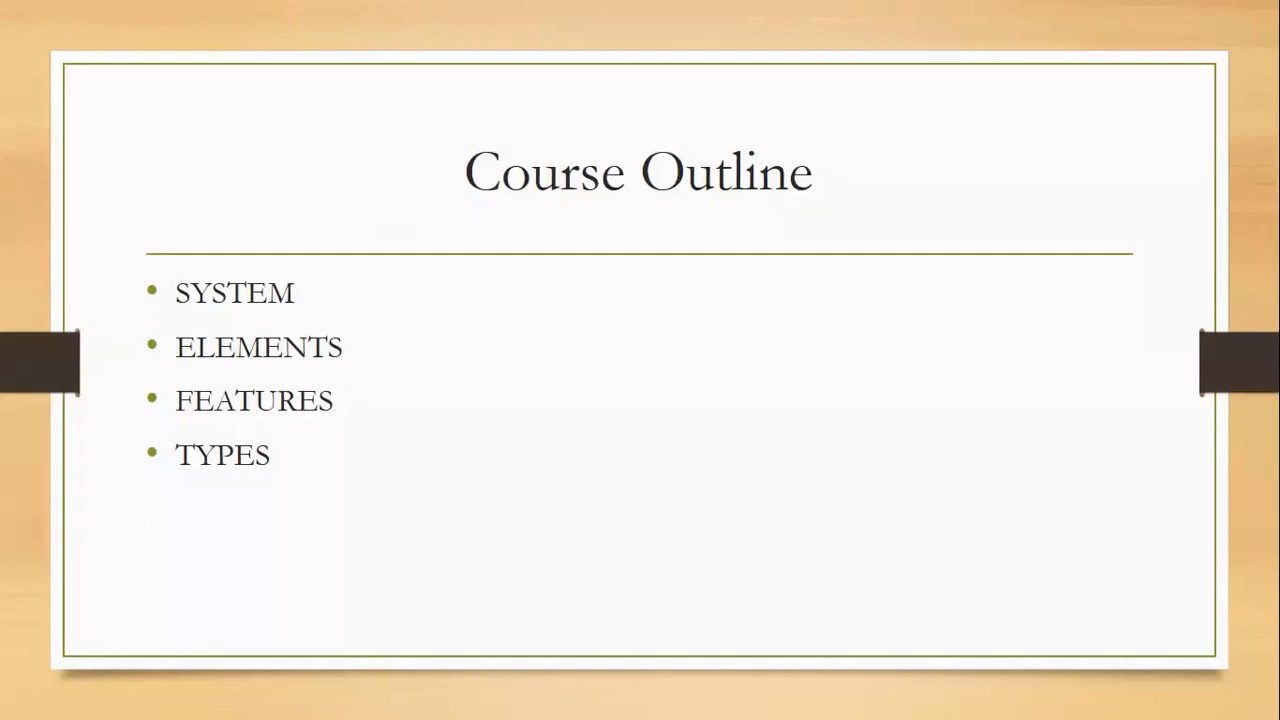 Course Outline
• SYSTEM
• ELEMENTS
• FEATURES
• TYPES